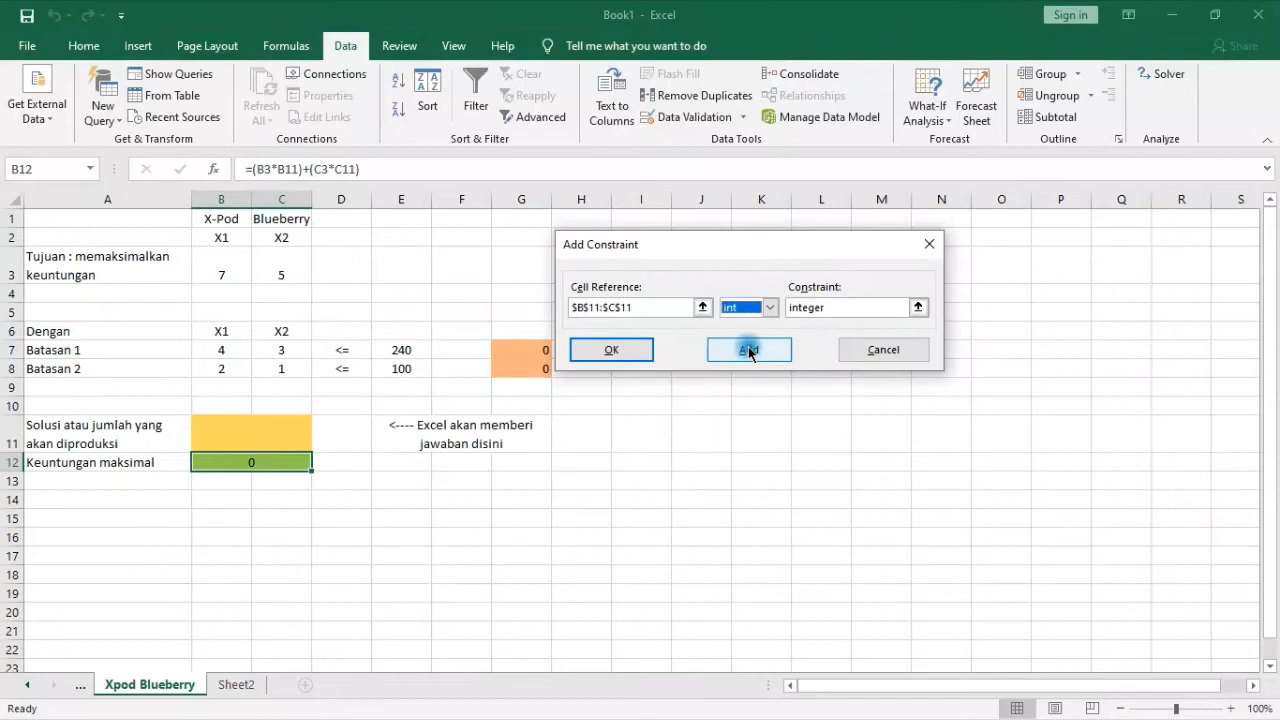 Book1 - Excel
Sign in
File Home Insert Page Layout Formulas Data Review View Help Tell me what you want to do Share
Get External Data
New Query
Show Queries
From Table
Recent Sources
Get & Transform
Refresh All
Connections
Properties
Edit Links
Connections
Sort
Filter
Clear
Reapply
Advanced
Sort & Filter
Text to Columns
Flash Fill
Remove Duplicates
Data Validation
Consolidate
Relationships
Manage Data Model
Data Tools
What-If Analysis
Forecast Sheet
Forecast
Group
Ungroup
Subtotal
Outline
Solver
Analyze
B12 fx =(B3*B11)+(C3*C11)
A B C D E F G H I J K L M N O P Q R S
1 X-Pod Blueberry
2 X1 X2
Tujuan : memaksimalkan
3 keuntungan 7 5
4
5
6 Dengan X1 X2
7 Batasan 1 4 3 <= 240 0
8 Batasan 2 2 1 <= 100 0
9
10
Solusi atau jumlah yang <---- Excel akan memberi
11 akan diproduksi jawaban disini
12 Keuntungan maksimal 0
13
14
15
16
17
18
19
20
21
22
23
Add Constraint
Cell Reference: Constraint:
$B$11:$C$11 int integer
OK Add Cancel
... Xpod Blueberry Sheet2
Ready 100%